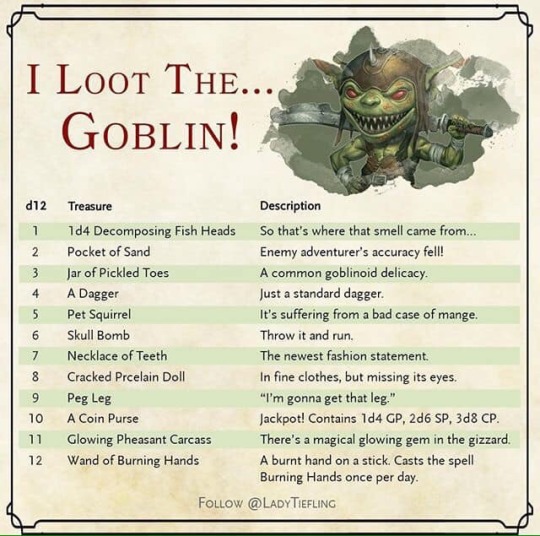 I Loot The...
Goblin!
d12 Treasure Description
1 1d4 Decomposing Fish Heads So that's where that smell came from...
2 Pocket of Sand Enemy adventurer's accuracy fell!
3 Jar of Pickled Toes A common goblinoid delicacy.
4 A Dagger Just a standard dagger.
5 Pet Squirrel It's suffering from a bad case of mange.
6 Skull Bomb Throw it and run.
7 Necklace of Teeth The newest fashion statement.
8 Cracked Prcelain Doll In fine clothes, but missing its eyes.
9 Peg Leg “I'm gonna get that leg.”
10 A Coin Purse Jackpot! Contains 1d4 GP, 2d6 SP, 3d8 CP.
11 Glowing Pheasant Carcass There's a magical glowing gem in the gizzard.
12 Wand of Burning Hands A burnt hand on a stick. Casts the spell
Burning Hands once per day.
Follow @LadyTiefling